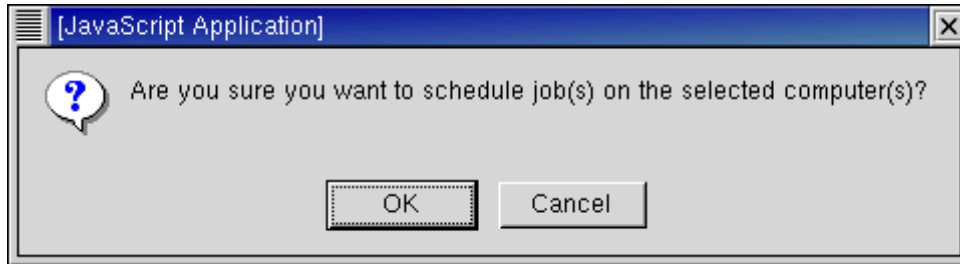 [JavaScript Application]
Are you sure you want to schedule job(s) on the selected computer(s)?
OK
Cancel